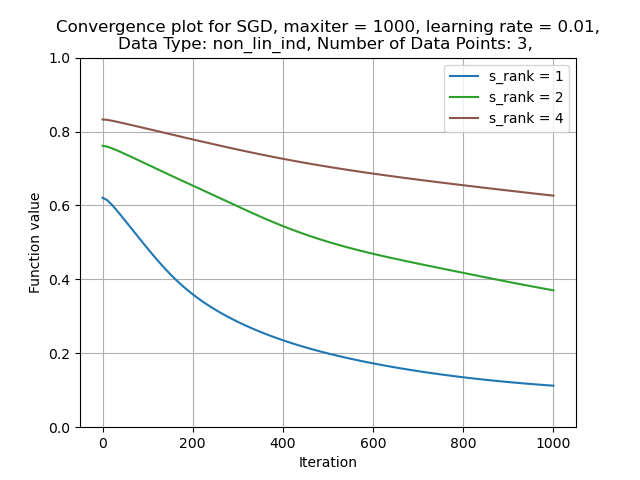 Convergence plot for SGD, maxiter = 1000, learning rate = 0.01,
Data Type: non_lin_ind, Number of Data Points: 3,
1.0
0.8
0.6
0.4
0.2
0.0
Function value
s_rank = 1
s_rank = 2
s_rank = 4
0
200
400
600
800
1000
Iteration